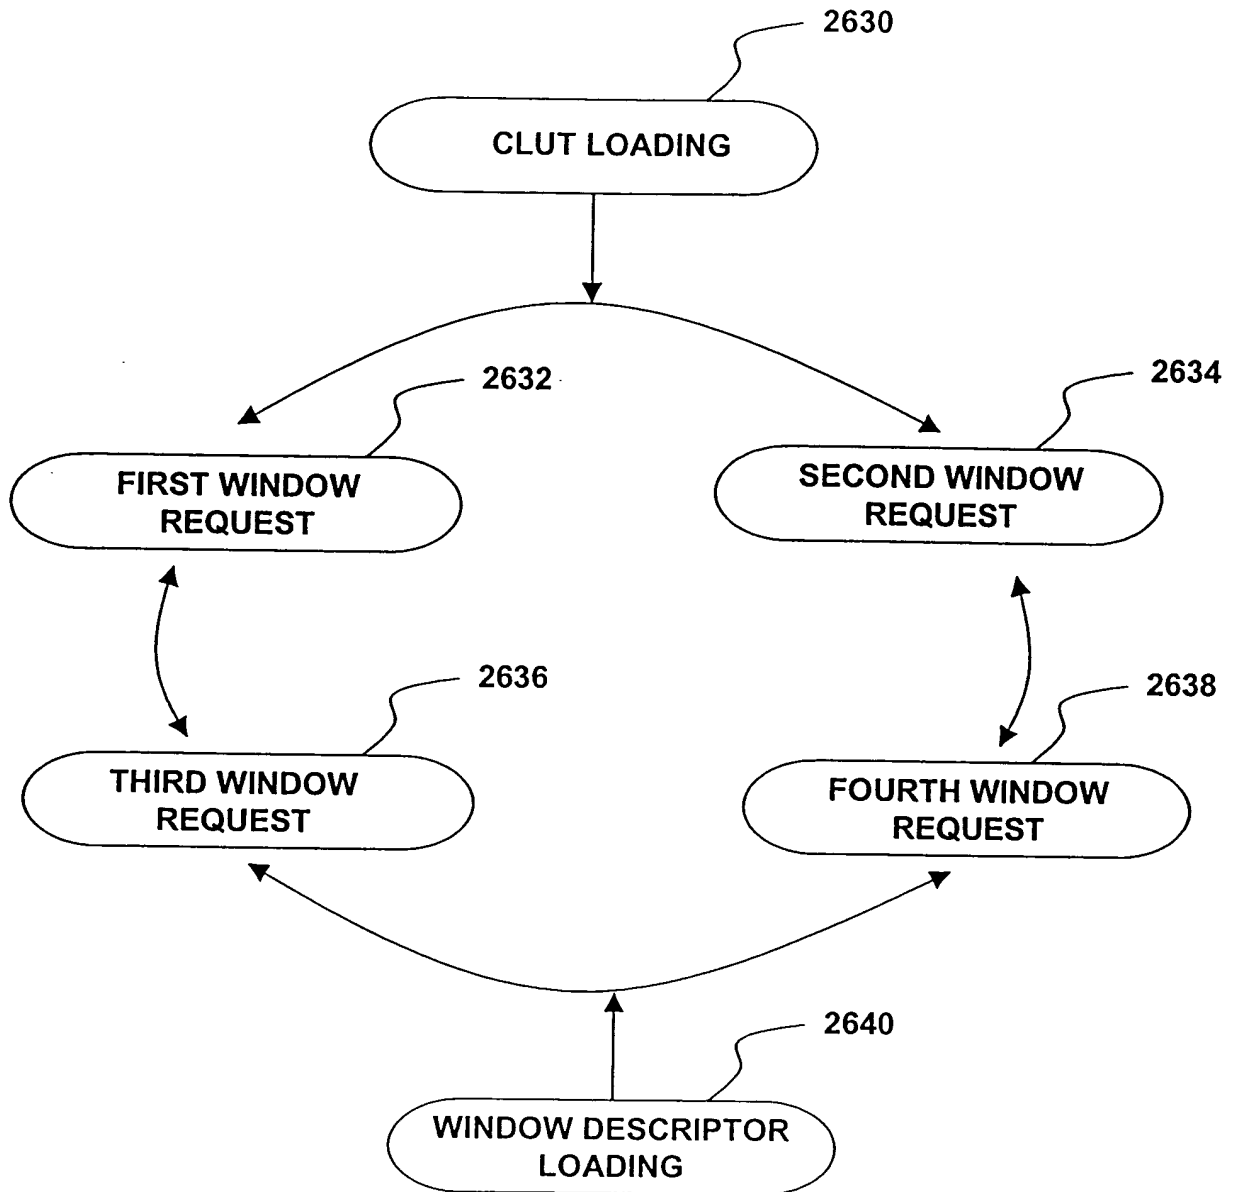 2630
CLUT LOADING
2632
2634
FIRST WINDOW
REQUEST
SECOND WINDOW
REQUEST
2636
2638
THIRD WINDOW
REQUEST
FOURTH WINDOW
REQUEST
2640
WINDOW DESCRIPTOR
LOADING